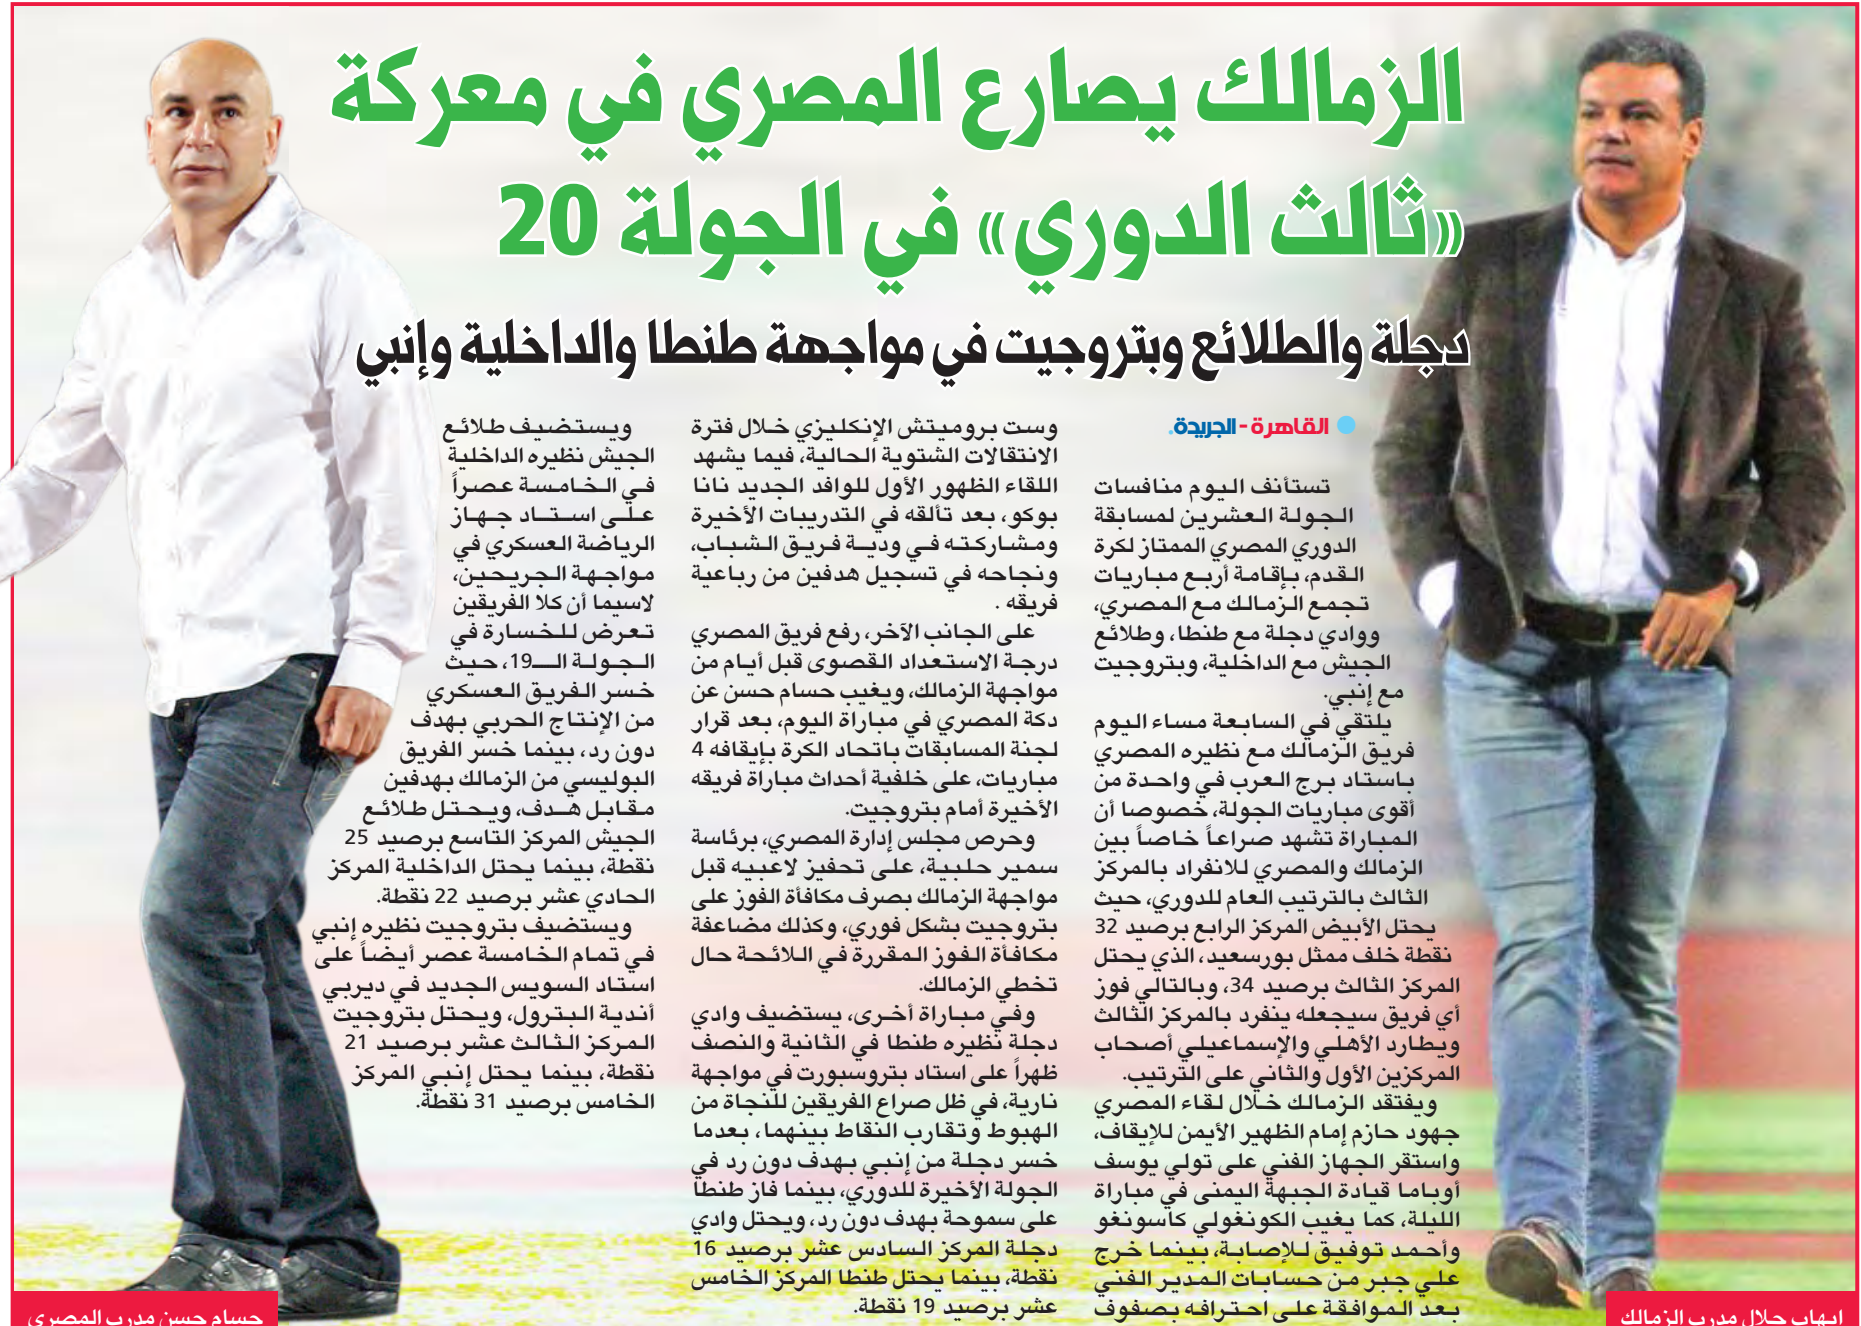 الزمالك يصارع المصري في معركة
«ثالث الدوري» في الجولة 20
دجلة والطلائع وبتروجيت في مواجهة طنطا والداخلية وإنبي
القاهرة - الجريدة.
تستأنف اليوم منافسات
الجولة العشرين لمسابقة
الدوري المصري الممتاز لكرة
القدم، بإقامة أربع مباريات
تجمع الزمالك مع المصري،
ووادي دجلة مع طنطا، وطلائع
الجيش مع الداخلية، وبتروجيت
مع إنبي.
يلتقي في السابعة مساء اليوم
فريق الزمالك مع نظيره المصري
باستاد برج العرب في واحدة من
أقوى مباريات الجولة، خصوصا أن
المباراة تشهد صراعاً خاصاً بين
الزمالك والمصري للانفراد بالمركز
الثالث بالترتيب العام للدوري، حيث
يحتل الأبيض المركز الرابع برصيد 32
نقطة خلف ممثل بورسعيد، الذي يحتل
المركز الثالث برصيد 34، وبالتالي فوز
أي فريق سيجعله ينفرد بالمركز الثالث
ويطارد الأهلي والإسماعيلي أصحاب
المركزين الأول والثاني على الترتيب.
ويفتقد الزمالك خلال لقاء المصري
جهود حازم إمام الظهير الأيمن للإيقاف،
واستقر الجهاز الفني على تولي يوسف
أوباما قيادة الجبهة اليمنى في مباراة
الليلة، كما يغيب الكونغولي كاسونغو
وأحمد توفيق للإصابة، بينما خرج
علي جبر من حسابات المدير الفني
بعد الموافقة على احترافه بصفوف
وست بروميتش الإنكليزي خلال فترة
الانتقالات الشتوية الحالية، فيما يشهد
اللقاء الظهور الأول للوافد الجديد نانا
بوكو، بعد تألقه في التدريبات الأخيرة
ومشاركته في ودية فريق الشباب،
ونجاحه في تسجيل هدفين من رباعية
فريقه .
على الجانب الآخر، رفع فريق المصري
درجة الاستعداد القصوى قبل أيام من
مواجهة الزمالك، ويغيب حسام حسن عن
دكة المصري في مباراة اليوم، بعد قرار
لجنة المسابقات باتحاد الكرة بإيقافه 4
مباريات، على خلفية أحداث مباراة فريقه
الأخيرة أمام بتروجيت.
وحرص مجلس إدارة المصري، برئاسة
سمير حلبية، على تحفيز لاعبيه قبل
مواجهة الزمالك بصرف مكافأة الفوز على
بتروجيت بشكل فوري، وكذلك مضاعفة
مكافأة الفوز المقررة في اللائحة حال
تخطي الزمالك.
وفي مباراة أخرى، يستضيف وادي
دجلة نظيره طنطا في الثانية والنصف
ظهراً على استاد بتروسبورت في مواجهة
نارية، في ظل صراع الفريقين للنجاة من
الهبوط وتقارب النقاط بينهما، بعدما
خسر دجلة من إنبي بهدف دون رد في
الجولة الأخيرة للدوري، بينما فاز طنطا
على سموحة بهدف دون رد، ويحتل وادي
دجلة المركز السادس عشر برصيد 16
نقطة، بينما يحتل طنطا المركز الخامس
عشر برصيد 19 نقطة.
ويستضيف طلائع
الجيش نظيره الداخلية
في الخامسة عصراً
على استاد جهاز
الرياضة العسكري في
مواجهة الجريحين،
لاسيما أن كلا الفريقين
تعرض للخسارة في
الجولة الـ19، حيث
خسر الفريق العسكري
من الإنتاج الحربي بهدف
دون رد، بينما خسر الفريق
البوليسي من الزمالك بهدفين
مقابل هدف، ويحتل طلائع
الجيش المركز التاسع برصيد 25
نقطة، بينما يحتل الداخلية المركز
الحادي عشر برصيد 22 نقطة.
ويستضيف بتروجيت نظيره إنبي
في تمام الخامسة عصر أيضاً على
استاد السويس الجديد في ديربي
أندية البترول، ويحتل بتروجيت
المركز الثالث عشر برصيد 21
نقطة، بينما يحتل إنبي المركز
الخامس برصيد 31 نقطة.
إيهاب جلال مدرب الزمالك
حسام حسن مدرب المصري